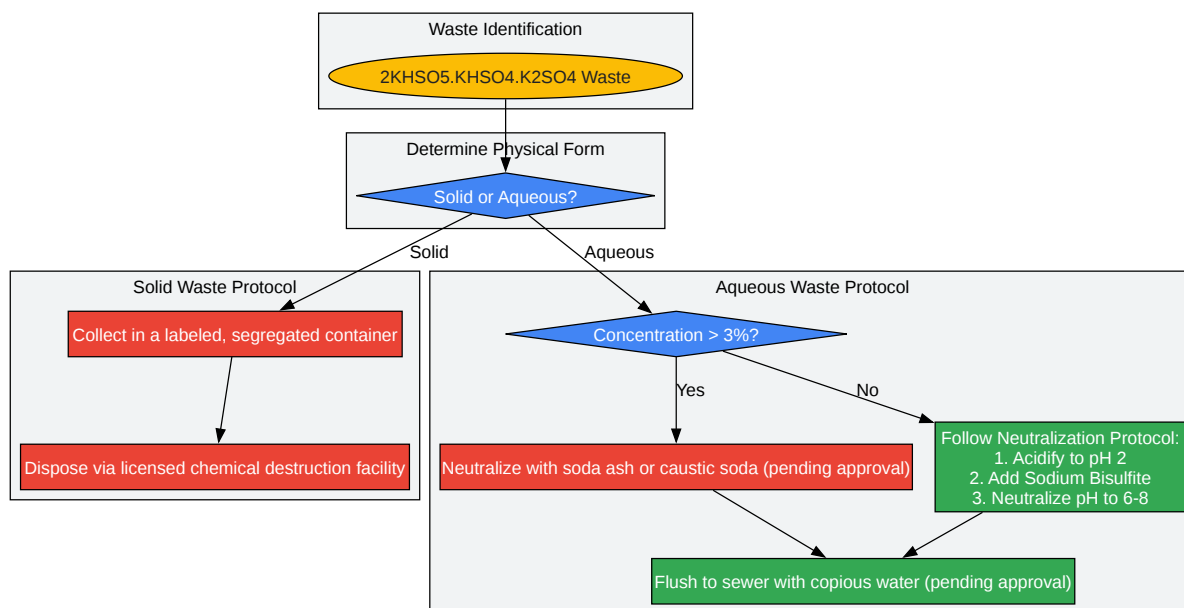 Waste Identification
2KHSO5.KHSO4.K2SO4 Waste
Determine Physical Form
Solid or Aqueous?
Solid
Aqueous
Solid Waste Protocol
Collect in a labeled, segregated container
Dispose via licensed chemical destruction facility
Aqueous Waste Protocol
Concentration > 3%?
Yes
No
Neutralize with soda ash or caustic soda (pending approval)
Follow Neutralization Protocol:
1. Acidify to pH 2
2. Add Sodium Bisulfite
3. Neutralize pH to 6-8
Flush to sewer with copious water (pending approval)